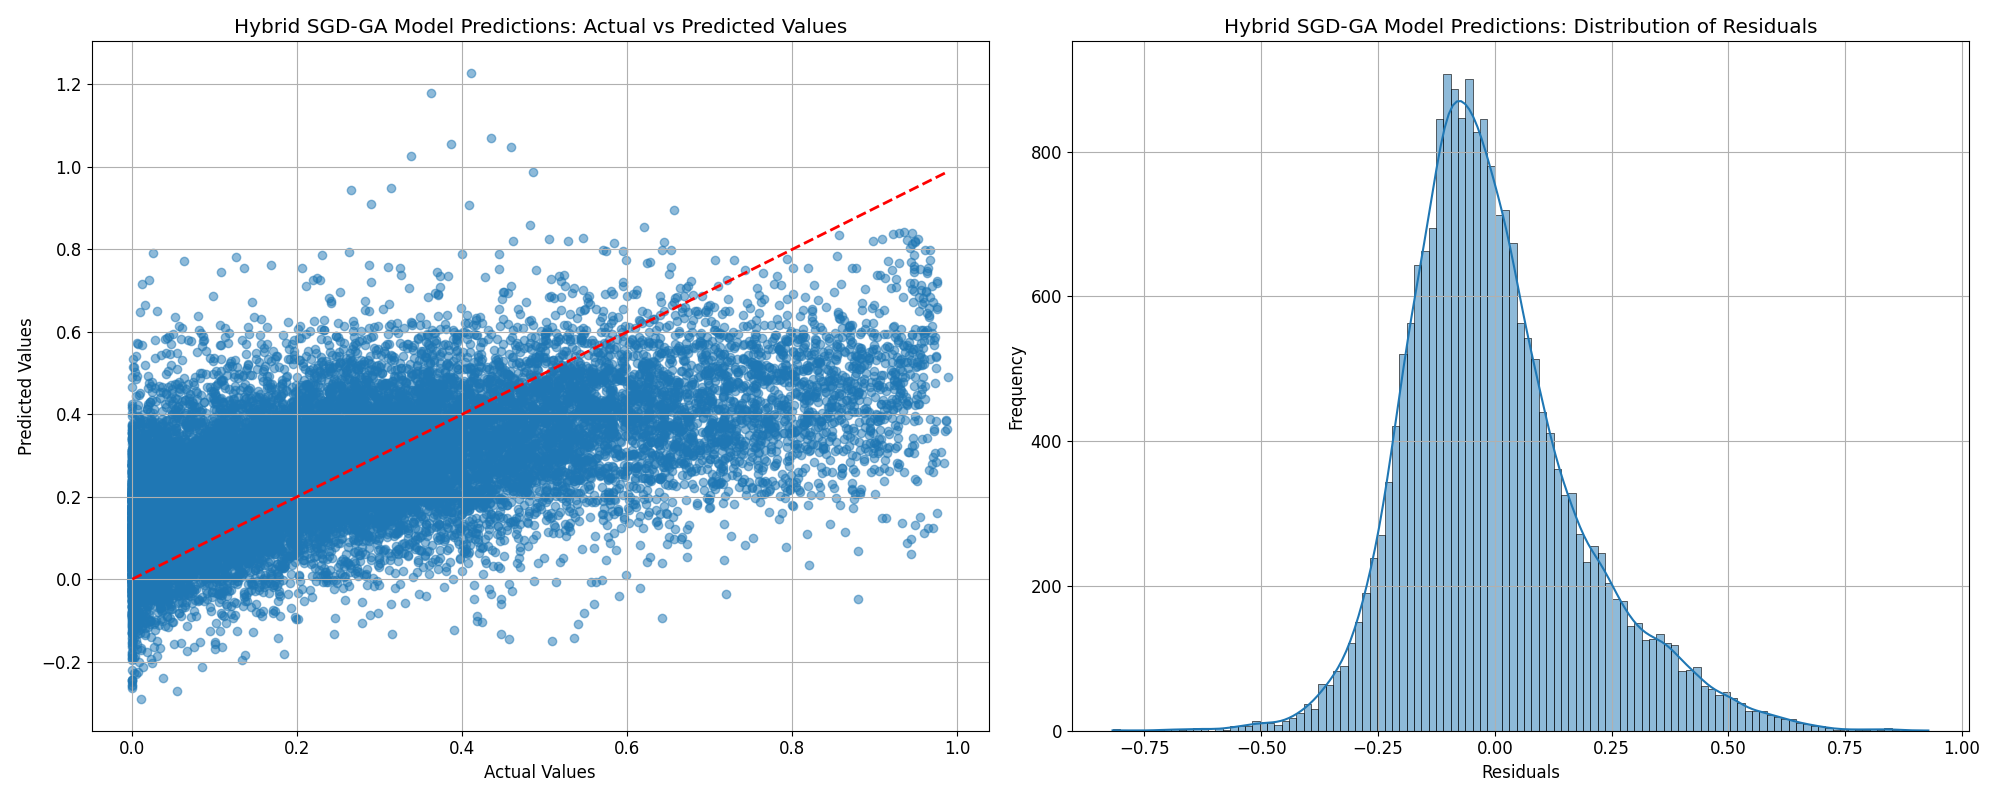 Hybrid SGD-GA Model Predictions: Actual vs Predicted Values
1.2
1.0
0.8
0.6
0.4
0.2
0.0
−0.2
Predicted Values
0.0 0.2 0.4 0.6 0.8 1.0
Actual Values
Hybrid SGD-GA Model Predictions: Distribution of Residuals
800
600
400
200
0
Frequency
−0.75 −0.50 −0.25 0.00 0.25 0.50 0.75 1.00
Residuals